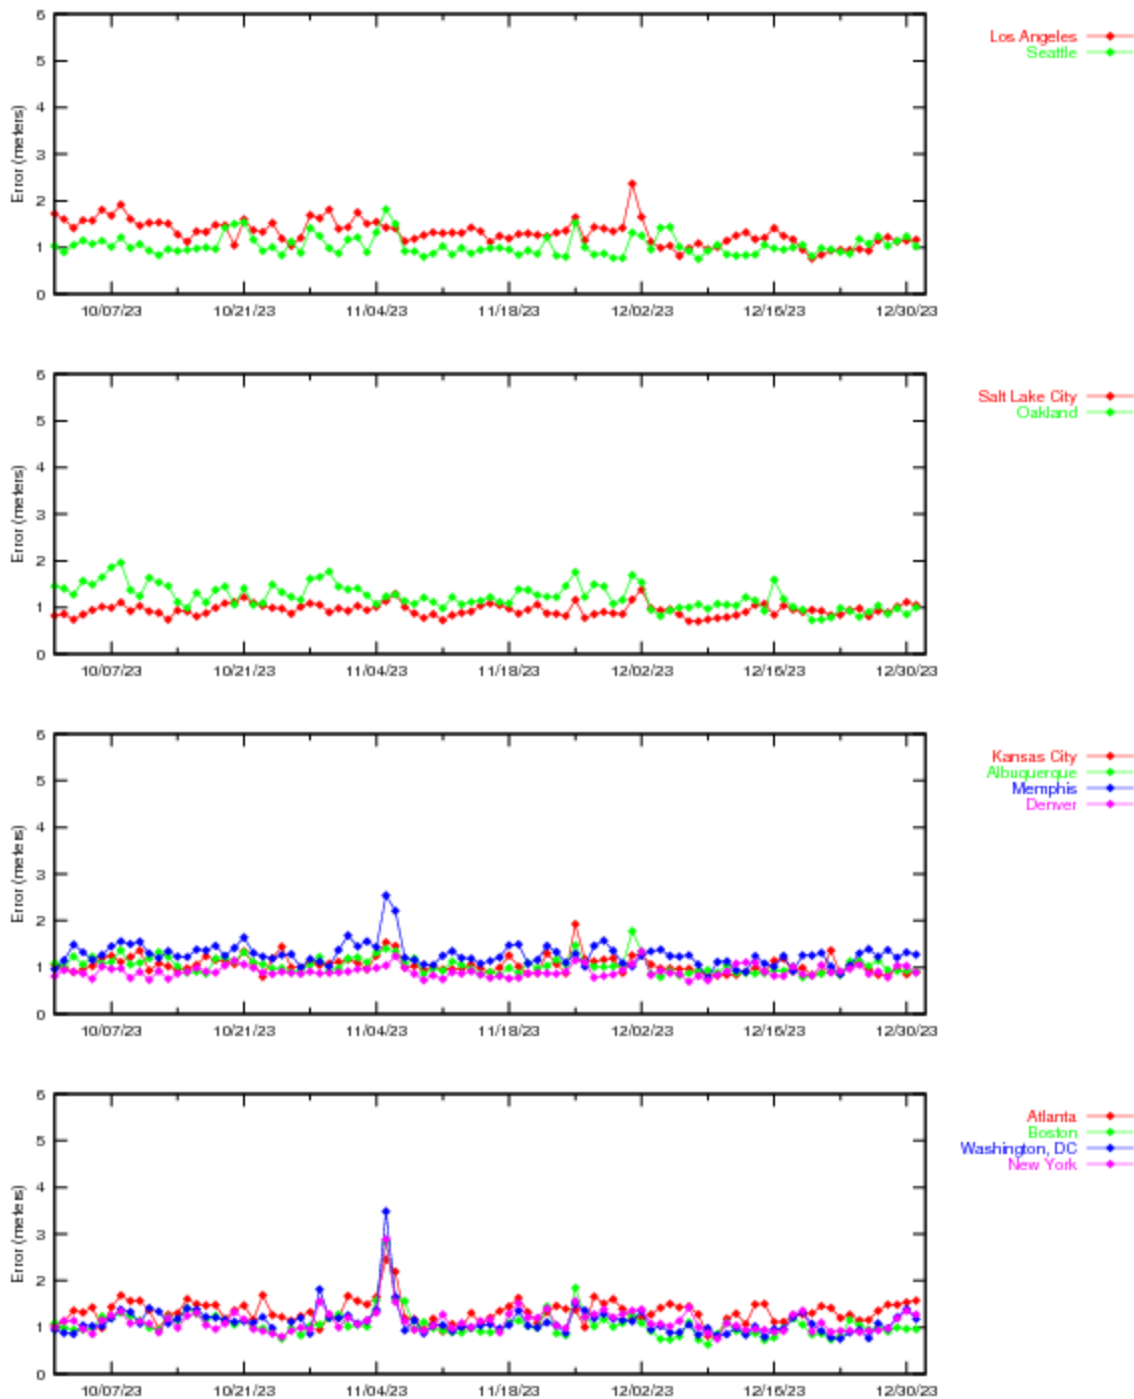 6
5
4
3
2
1
0
Error (meters)
10/07/23 10/21/23 11/04/23 11/18/23 12/02/23 12/16/23 12/30/23
Los Angeles
Seattle
6
5
4
3
2
1
0
Error (meters)
10/07/23 10/21/23 11/04/23 11/18/23 12/02/23 12/16/23 12/30/23
Salt Lake City
Oakland
6
5
4
3
2
1
0
Error (meters)
10/07/23 10/21/23 11/04/23 11/18/23 12/02/23 12/16/23 12/30/23
Kansas City
Albuquerque
Memphis
Denver
6
5
4
3
2
1
0
Error (meters)
10/07/23 10/21/23 11/04/23 11/18/23 12/02/23 12/16/23 12/30/23
Atlanta
Boston
Washington, DC
New York